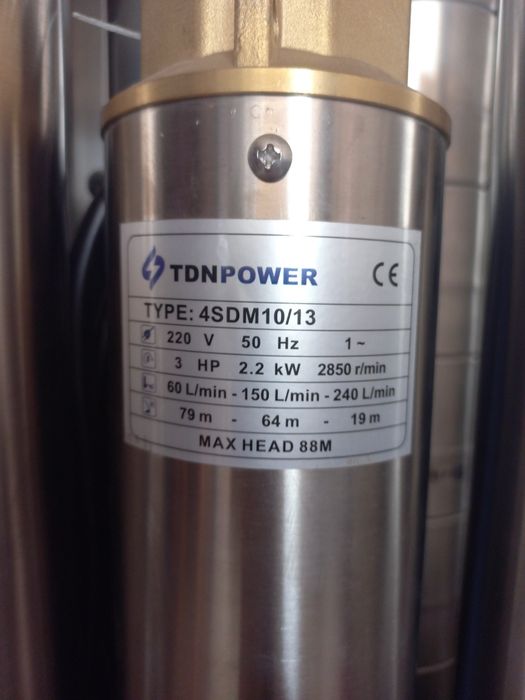 TDNPOWER CE
TYPE: 4SDM10/13
220 V 50 Hz 1~
3 HP 2.2 kW 2850 r/min
60 L/min - 150 L/min - 240 L/min
79 m - 64 m - 19 m
MAX HEAD 88M